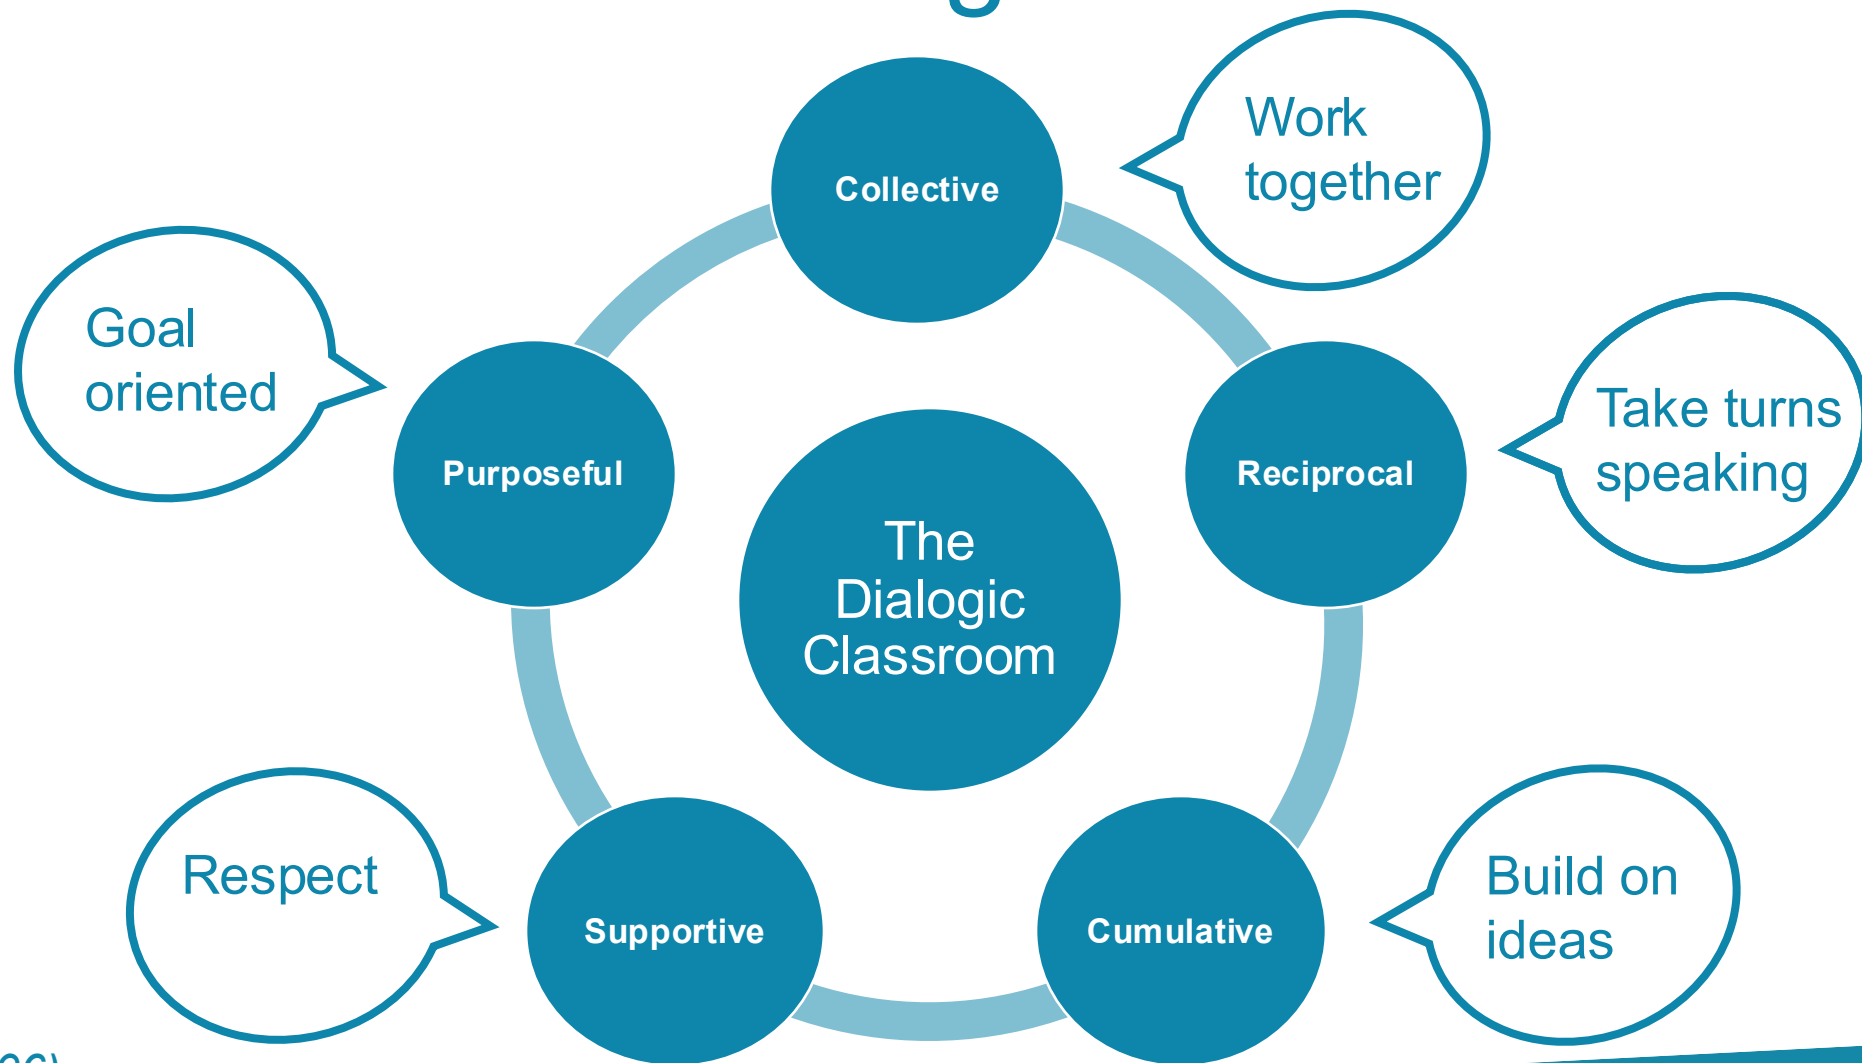 Collective
Work
together
Goal
oriented
Purposeful
Reciprocal
Take turns
speaking
The
Dialogic
Classroom
Respect
Supportive
Cumulative
Build on
ideas